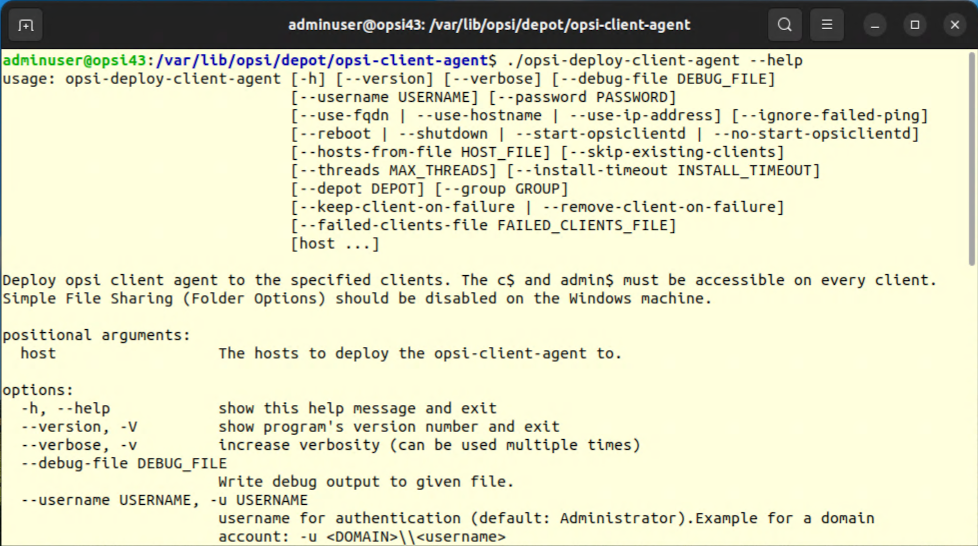 adminuser@opsi43: /var/lib/opsi/depot/opsi-client-agent
adminuser@opsi43:/var/lib/opsi/depot/opsi-client-agent$ ./opsi-deploy-client-agent --help
usage: opsi-deploy-client-agent [-h] [--version] [--verbose] [--debug-file DEBUG_FILE]
                                [--username USERNAME] [--password PASSWORD]
                                [--use-fqdn | --use-hostname | --use-ip-address] [--ignore-failed-ping]
                                [--reboot | --shutdown | --start-opsiclientd | --no-start-opsiclientd]
                                [--hosts-from-file HOST_FILE] [--skip-existing-clients]
                                [--threads MAX_THREADS] [--install-timeout INSTALL_TIMEOUT]
                                [--depot DEPOT] [--group GROUP]
                                [--keep-client-on-failure | --remove-client-on-failure]
                                [--failed-clients-file FAILED_CLIENTS_FILE]
                                [host ...]

Deploy opsi client agent to the specified clients. The c$ and admin$ must be accessible on every client.
Simple File Sharing (Folder Options) should be disabled on the Windows machine.

positional arguments:
  host                  The hosts to deploy the opsi-client-agent to.

options:
  -h, --help            show this help message and exit
  --version, -V         show program's version number and exit
  --verbose, -v         increase verbosity (can be used multiple times)
  --debug-file DEBUG_FILE
                        Write debug output to given file.
  --username USERNAME, -u USERNAME
                        username for authentication (default: Administrator).Example for a domain
                        account: -u <DOMAIN>\\<username>